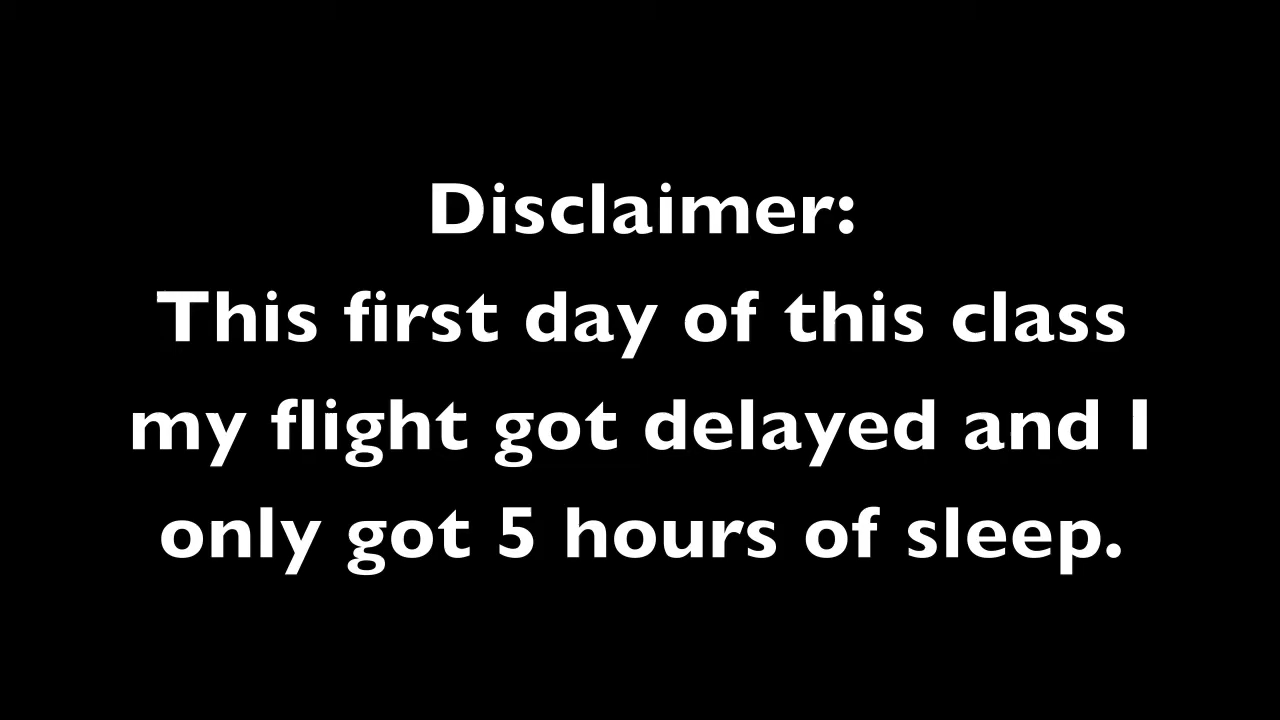 Disclaimer:
This first day of this class
my flight got delayed and I
only got 5 hours of sleep.